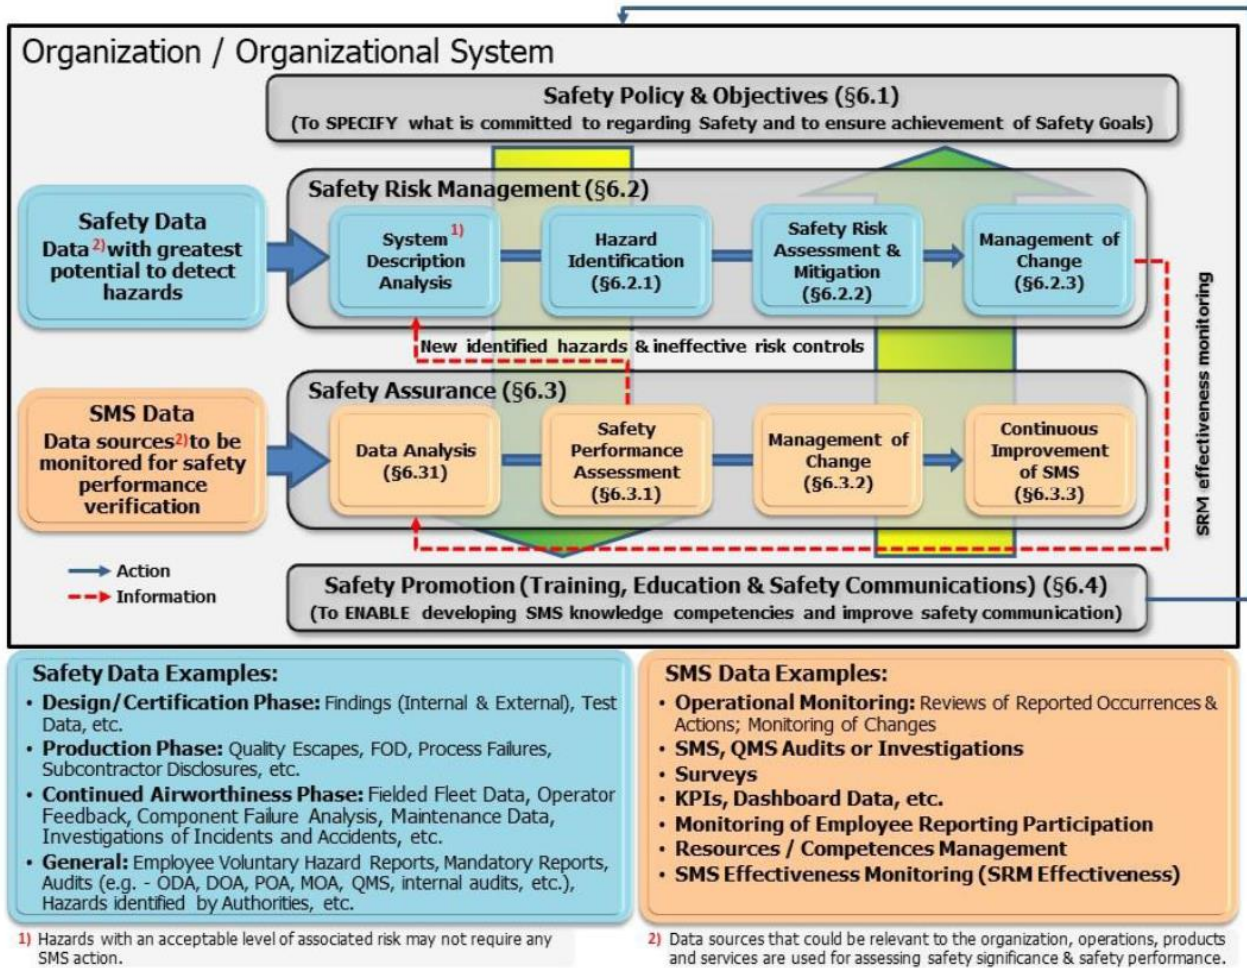 Organization / Organizational System
Safety Policy & Objectives (§6.1)
(To SPECIFY what is committed to regarding Safety and to ensure achievement of Safety Goals)
Safety Data
Data 2) with greatest
potential to detect
hazards
Safety Risk Management (§6.2)
System 1)
Description
Analysis
Hazard
Identification
(§6.2.1)
Safety Risk
Assessment &
Mitigation
(§6.2.2)
Management of
Change
(§6.2.3)
New identified hazards & ineffective risk controls
SRM effectiveness monitoring
SMS Data
Data sources 2) to be
monitored for safety
performance
verification
Safety Assurance (§6.3)
Data Analysis
(§6.31)
Safety
Performance
Assessment
(§6.3.1)
Management of
Change
(§6.3.2)
Continuous
Improvement
of SMS
(§6.3.3)
Action
Information
Safety Promotion (Training, Education & Safety Communications) (§6.4)
(To ENABLE developing SMS knowledge competencies and improve safety communication)
Safety Data Examples:
• Design/Certification Phase: Findings (Internal & External), Test
Data, etc.
• Production Phase: Quality Escapes, FOD, Process Failures,
Subcontractor Disclosures, etc.
• Continued Airworthiness Phase: Fielded Fleet Data, Operator
Feedback, Component Failure Analysis, Maintenance Data,
Investigations of Incidents and Accidents, etc.
• General: Employee Voluntary Hazard Reports, Mandatory Reports,
Audits (e.g. - ODA, DOA, POA, MOA, QMS, internal audits, etc.),
Hazards identified by Authorities, etc.
SMS Data Examples:
• Operational Monitoring: Reviews of Reported Occurrences &
Actions; Monitoring of Changes
• SMS, QMS Audits or Investigations
• Surveys
• KPIs, Dashboard Data, etc.
• Monitoring of Employee Reporting Participation
• Resources / Competences Management
• SMS Effectiveness Monitoring (SRM Effectiveness)
1) Hazards with an acceptable level of associated risk may not require any
SMS action.
2) Data sources that could be relevant to the organization, operations, products
and services are used for assessing safety significance & safety performance.